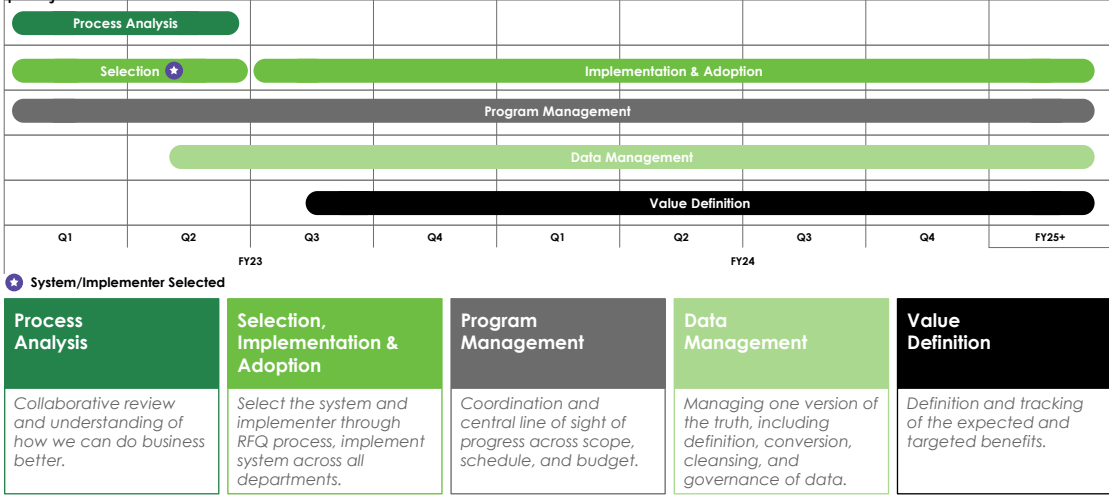 Process Analysis
Selection
Implementation & Adoption
Program Management
Data Management
Value Definition
Q1 Q2 Q3 Q4 Q1 Q2 Q3 Q4 FY25+
FY23 FY24
System/Implementer Selected
Process
Analysis
Collaborative review
and understanding of
how we can do business
better.
Selection,
Implementation &
Adoption
Select the system and
implementer through
RFQ process, implement
system across all
departments.
Program
Management
Coordination and
central line of sight of
progress across scope,
schedule, and budget.
Data
Management
Managing one version of
the truth, including
definition, conversion,
cleansing, and
governance of data.
Value
Definition
Definition and tracking
of the expected and
targeted benefits.